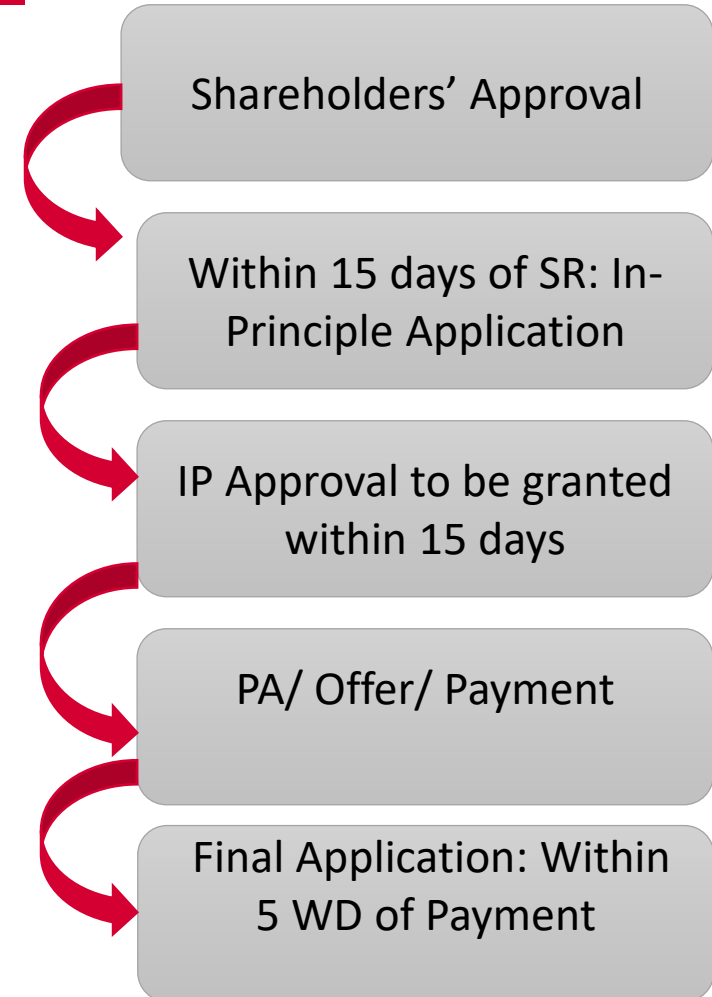 Shareholders’ Approval
Within 15 days of SR: In-
Principle Application
IP Approval to be granted
within 15 days
PA/ Offer/ Payment
Final Application: Within
5 WD of Payment